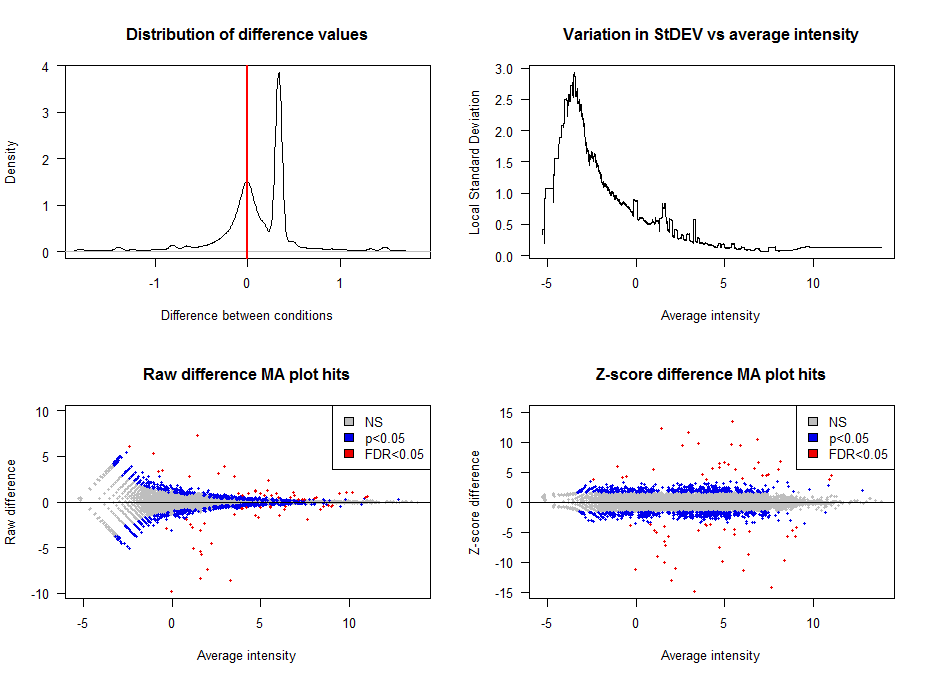 Distribution of difference values
Density
4
3
2
1
0
-1 0 1
Difference between conditions
Variation in StDEV vs average intensity
Local Standard Deviation
3.0
2.5
2.0
1.5
1.0
0.5
0.0
-5 0 5 10
Average intensity
Raw difference MA plot hits
Raw difference
10
5
0
-5
-10
NS
p<0.05
FDR<0.05
-5 0 5 10
Average intensity
Z-score difference MA plot hits
Z-score difference
15
10
5
0
-5
-10
-15
NS
p<0.05
FDR<0.05
-5 0 5 10
Average intensity